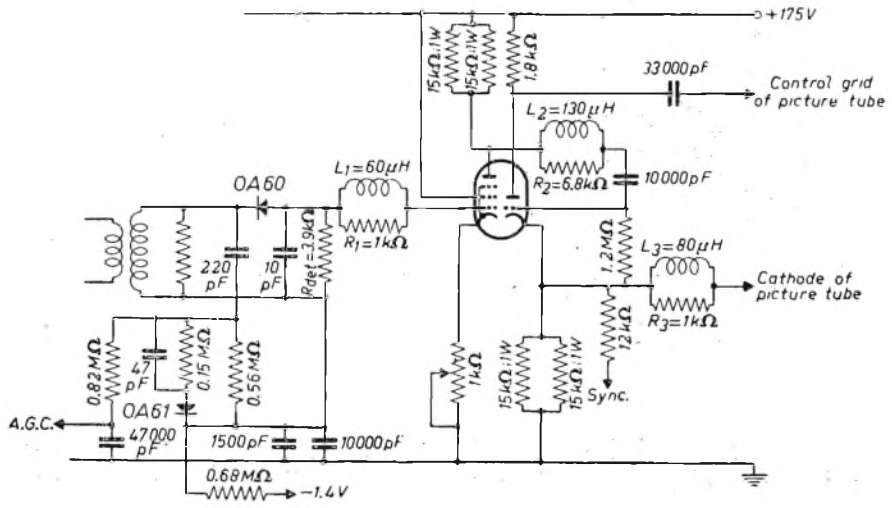 +175V
15kΩ:1W
15kΩ:1W
1.8kΩ
33000pF
Control grid
of picture tube
L2=130µH
R2=6.8kΩ
10000pF
L1=60µH
R1=1kΩ
OA60
220
pF
10
pF
Rdet=3.9kΩ
1.2MΩ
L3=80µH
R3=1kΩ
Cathode of
picture tube
12kΩ
Sync.
1kΩ
15kΩ:1W
15kΩ:1W
0.82MΩ
47
pF
0.15MΩ
0.56MΩ
OA61
A.G.C.
47000
pF
1500pF
10000pF
0.68MΩ
-1.4V